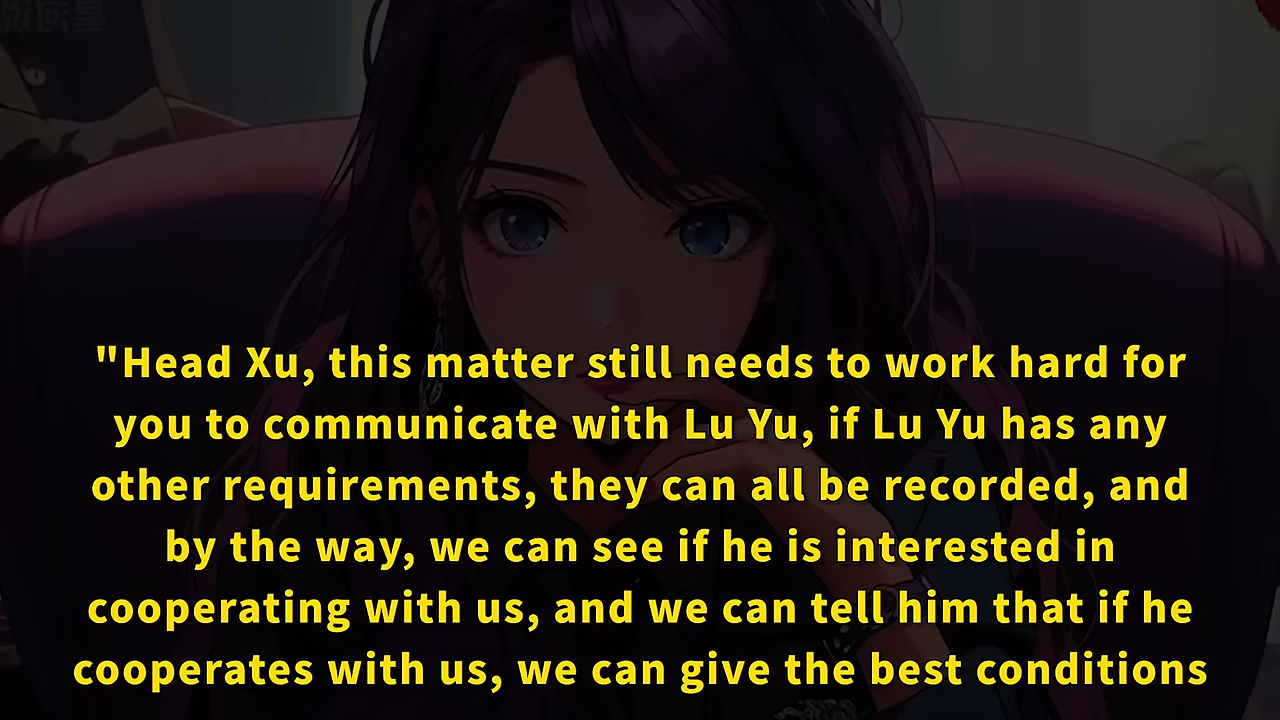 "Head Xu, this matter still needs to work hard for
you to communicate with Lu Yu, if Lu Yu has any
other requirements, they can all be recorded, and
by the way, we can see if he is interested in
cooperating with us, and we can tell him that if he
cooperates with us, we can give the best conditions